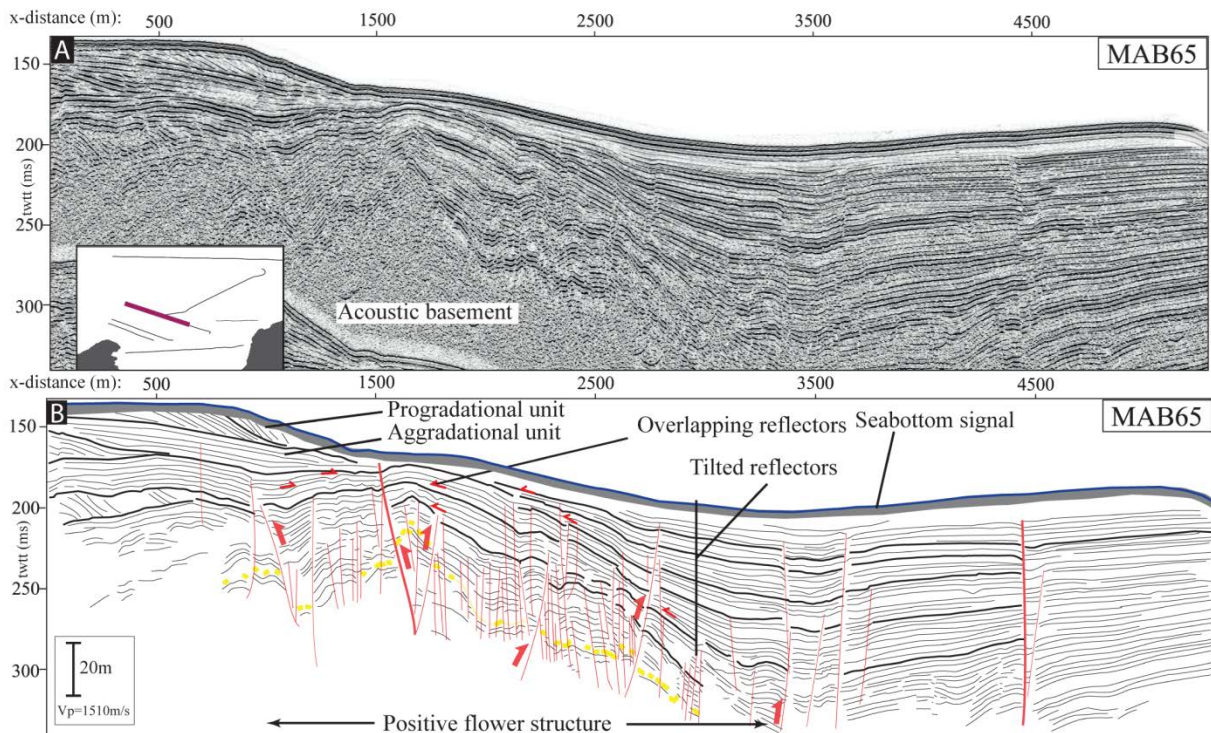 x-distance (m): 500 1500 2500 3500 4500
A
MAB65
150
200
twtt (ms)
250
300
Acoustic basement
x-distance (m): 500 1500 2500 3500 4500
B
MAB65
150
Progradational unit
Aggradational unit
Overlapping reflectors
Seabottom signal
Tilted reflectors
200
twtt (ms)
250
300
20m
Vp=1510m/s
Positive flower structure